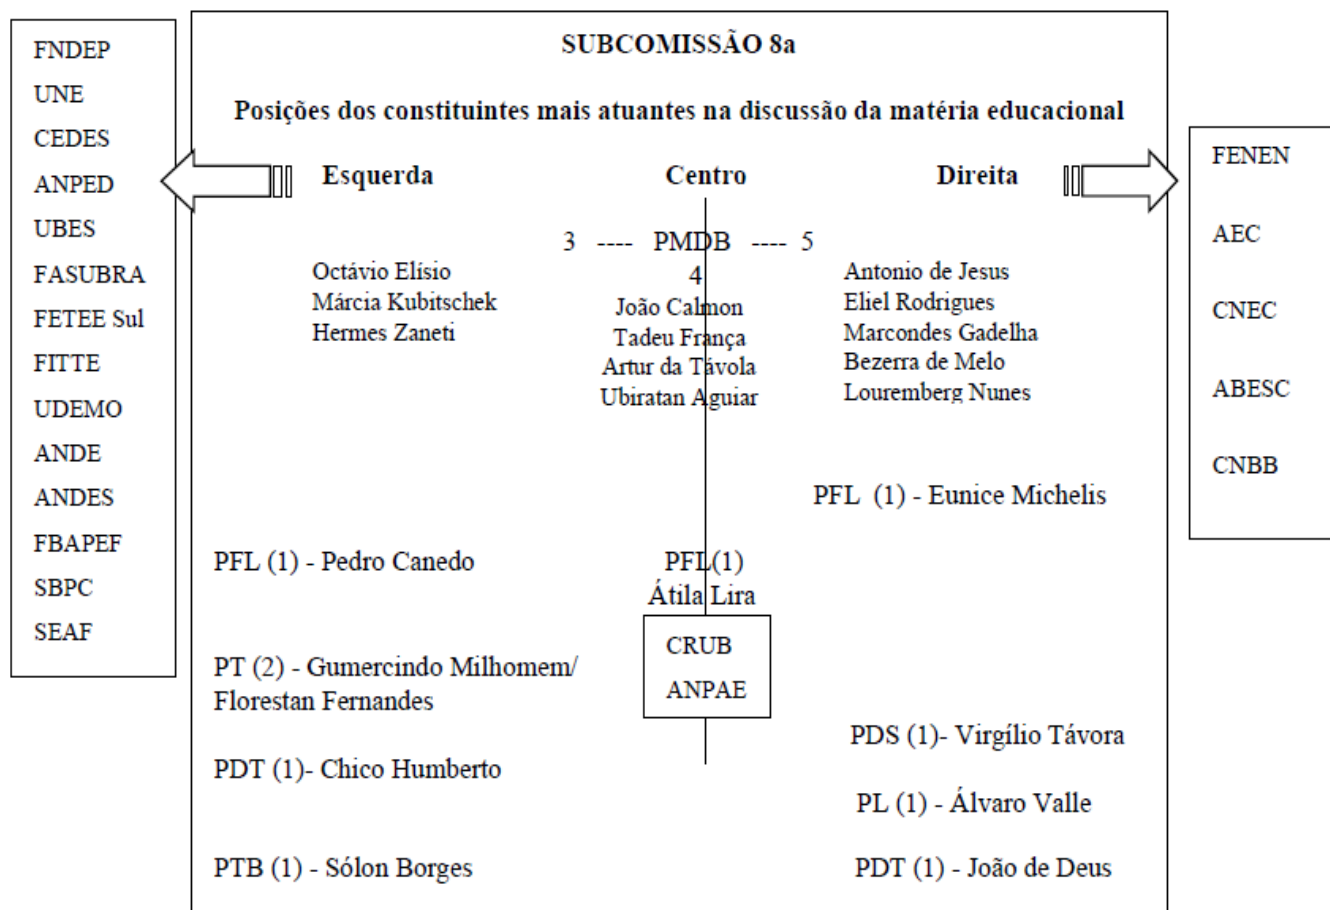 FNDEP
UNE
CEDES
ANPED
UBES
FASUBRA
FETEE Sul
FITTE
UDEMO
ANDE
ANDES
FBAPEF
SBPC
SEAF
SUBCOMISSÃO 8a
Posições dos constituintes mais atuantes na discussão da matéria educacional
Esquerda
Centro
Direita
3 ---- PMDB ---- 5
4
Octávio Elísio
Márcia Kubitschek
Hermes Zaneti
João Calmon
Tadeu França
Artur da Távola
Ubiratan Aguiar
Antonio de Jesus
Eliel Rodrigues
Marcondes Gadelha
Bezerra de Melo
Louremberg Nunes
PFL (1) - Eunice Michelis
PFL (1) - Pedro Canedo
PFL(1)
Átila Lira
CRUB
ANPAE
PT (2) - Gumercindo Milhomem/
Florestan Fernandes
PDS (1)- Virgílio Távora
PDT (1)- Chico Humberto
PL (1) - Álvaro Valle
PTB (1) - Sólon Borges
PDT (1) - João de Deus
FENEN
AEC
CNEC
ABESC
CNBB